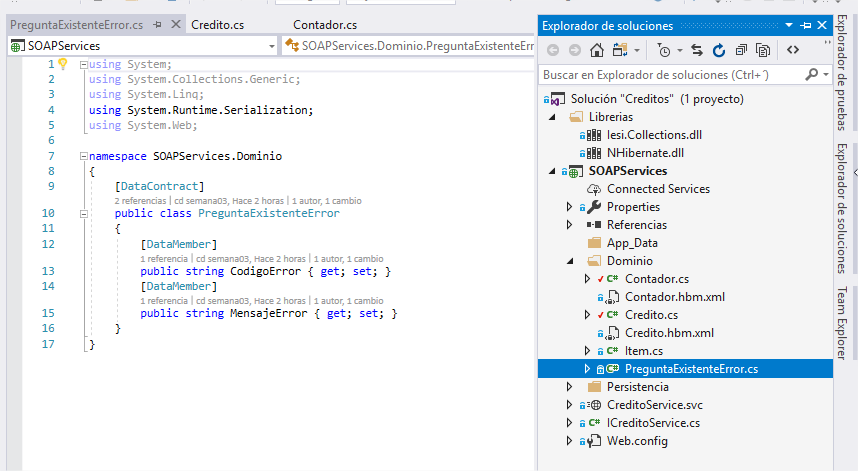 PreguntaExistenteError.cs
Credito.cs
Contador.cs
SOAPServices
SOAPServices.Dominio.PreguntaExistenteErr
1 using System;
2 using System.Collections.Generic;
3 using System.Linq;
4 using System.Runtime.Serialization;
5 using System.Web;
6
7 namespace SOAPServices.Dominio
8 {
9 [DataContract]
2 referencias | cd semana03, Hace 2 horas | 1 autor, 1 cambio
10 public class PreguntaExistenteError
11 {
12 [DataMember]
1 referencia | cd semana03, Hace 2 horas | 1 autor, 1 cambio
13 public string CodigoError { get; set; }
14 [DataMember]
1 referencia | cd semana03, Hace 2 horas | 1 autor, 1 cambio
15 public string MensajeError { get; set; }
16 }
17 }
Explorador de soluciones
Buscar en Explorador de soluciones (Ctrl+´)
Solución "Creditos" (1 proyecto)
Librerias
Iesi.Collections.dll
NHibernate.dll
SOAPServices
Connected Services
Properties
Referencias
App_Data
Dominio
C# Contador.cs
Contador.hbm.xml
C# Credito.cs
Credito.hbm.xml
C# Item.cs
C# PreguntaExistenteError.cs
Persistencia
CreditoService.svc
C# ICreditoService.cs
Web.config
Explorador de pruebas
Explorador de soluciones
Team Explorer